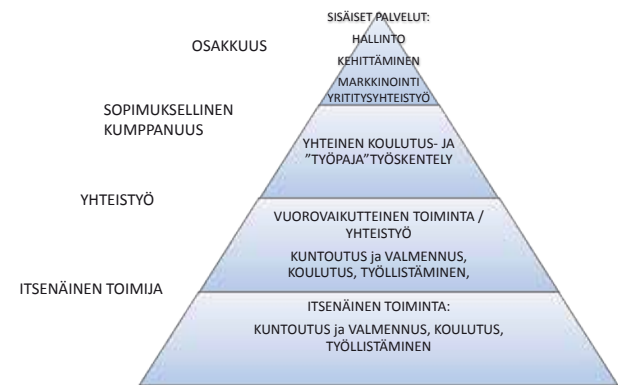 SISÄISET PALVELUT:
OSAKKUUS
HALLINTO
KEHITTÄMINEN
MARKKINOINTI
YRITITYSYHTEISTYÖ
SOPIMUKSELLINEN
KUMPPANUUS
YHTEINEN KOULUTUS- JA
”TYÖPAJA”TYÖSKENTELY
YHTEISTYÖ
VUOROVAIKUTTEINEN TOIMINTA /
YHTEISTYÖ
KUNTOUTUS ja VALMENNUS,
KOULUTUS, TYÖLLISTÄMINEN,
ITSENÄINEN TOIMIJA
ITSENÄINEN TOIMINTA:
KUNTOUTUS ja VALMENNUS, KOULUTUS,
TYÖLLISTÄMINEN